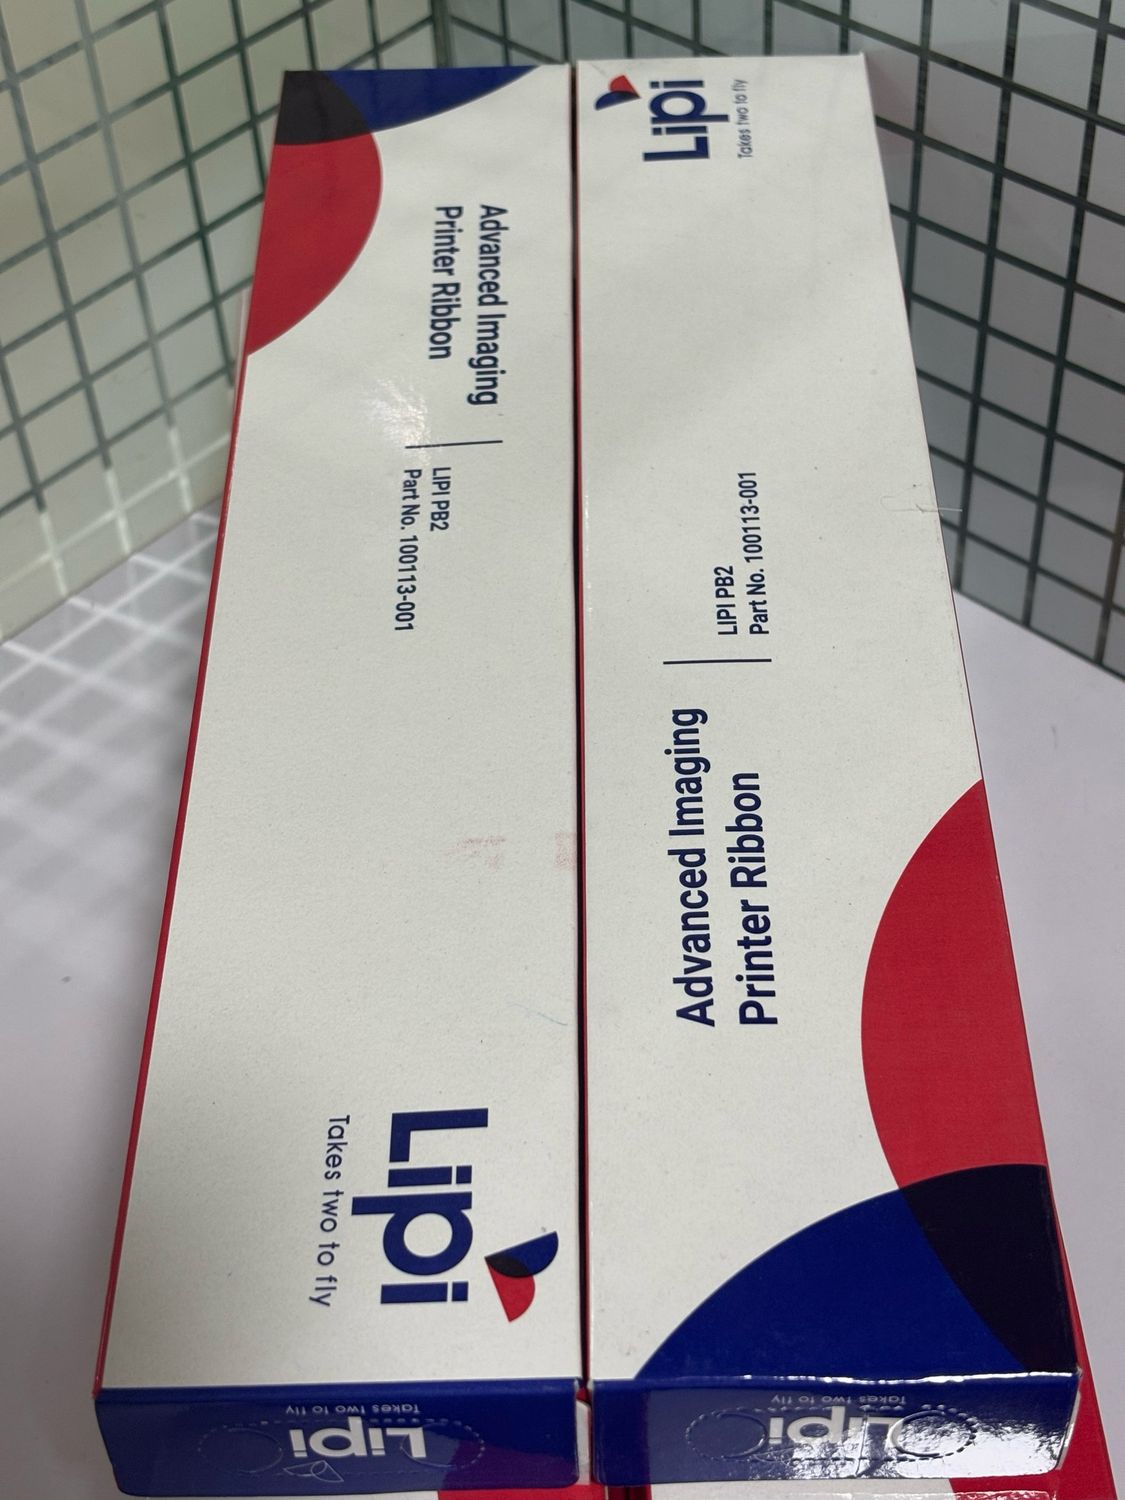 Advanced Imaging
Printer Ribbon
LIPI PB2
Part No. 100113-001
Lipi
Takes two to fly
Lipi
Takes two to fly
Lipi
Takes two to fly
Advanced Imaging
Printer Ribbon
LIPI PB2
Part No. 100113-001
Lipi
Takes two to fly